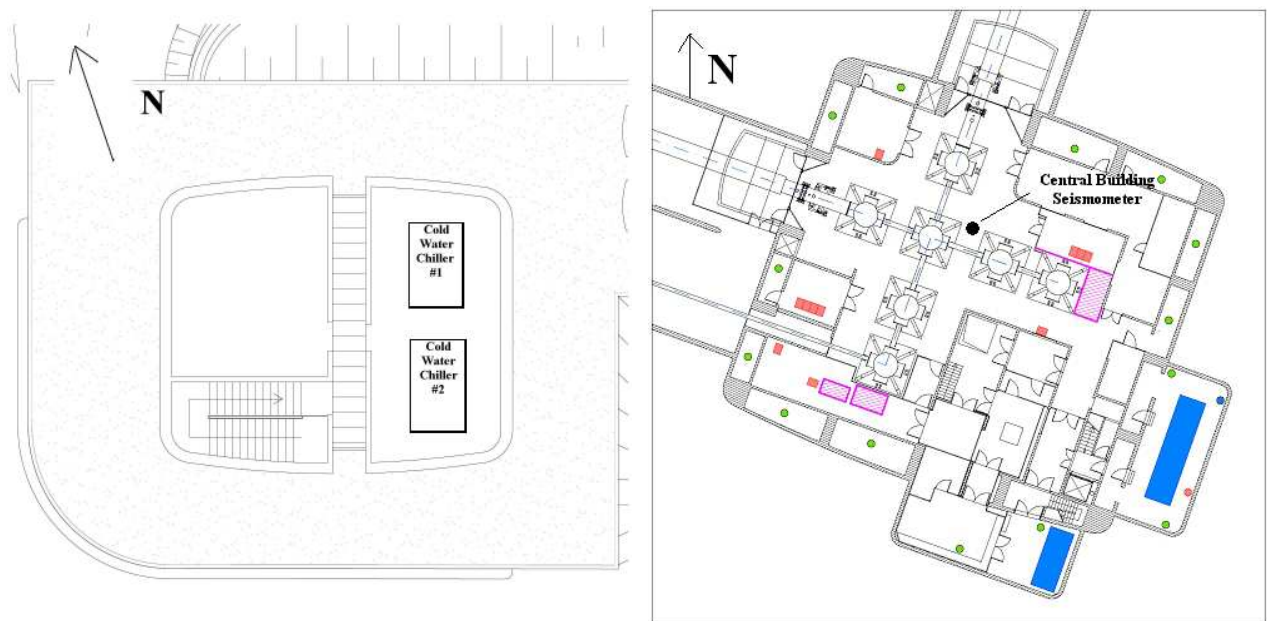 N
Cold
Water
Chiller
#1
Cold
Water
Chiller
#2
N
Central Building
Seismometer